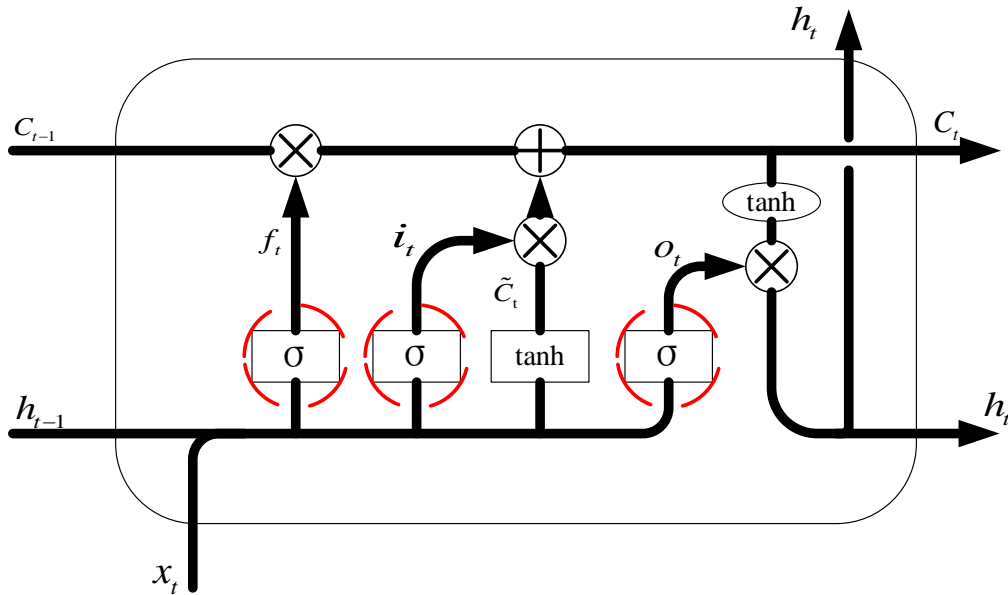 h_t
C_{t-1}
C_t
tanh
f_t
i_t
o_t
C̃_t
σ
σ
tanh
σ
h_{t-1}
h_t
x_t